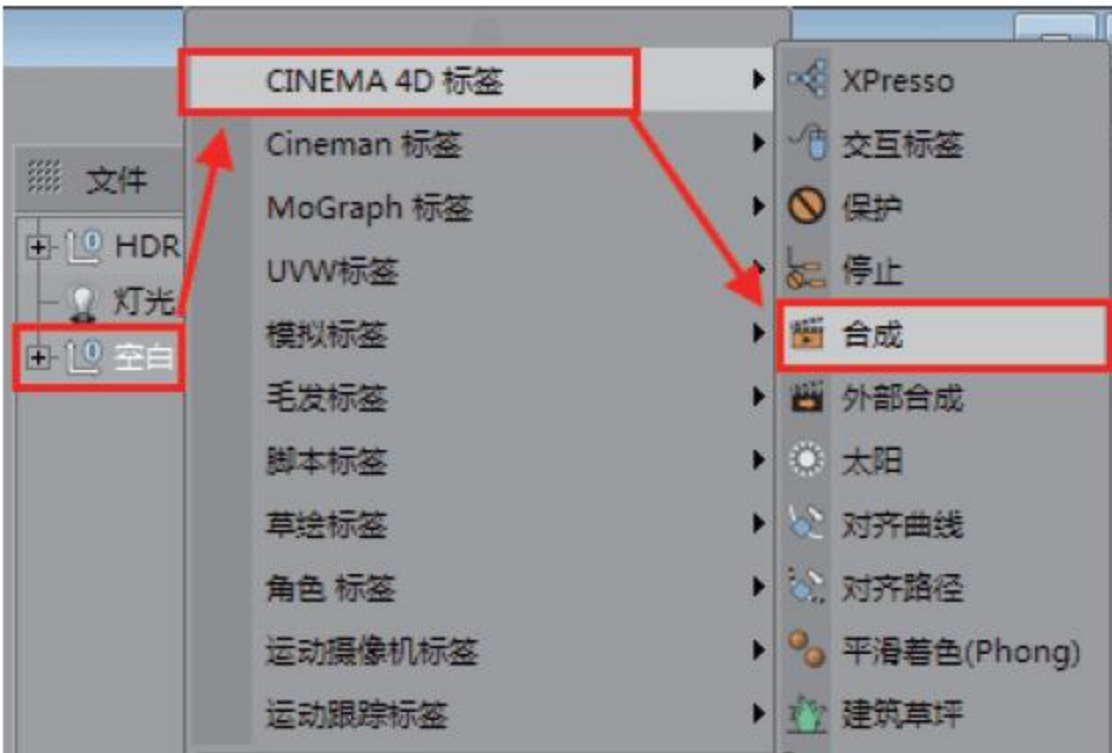 文件
HDR
灯光
空白
CINEMA 4D 标签
Cineman 标签
MoGraph 标签
UVW标签
模拟标签
毛发标签
脚本标签
草绘标签
角色 标签
运动摄像机标签
运动跟踪标签
XPresso
交互标签
保护
停止
合成
外部合成
太阳
对齐曲线
对齐路径
平滑着色(Phong)
建筑草坪